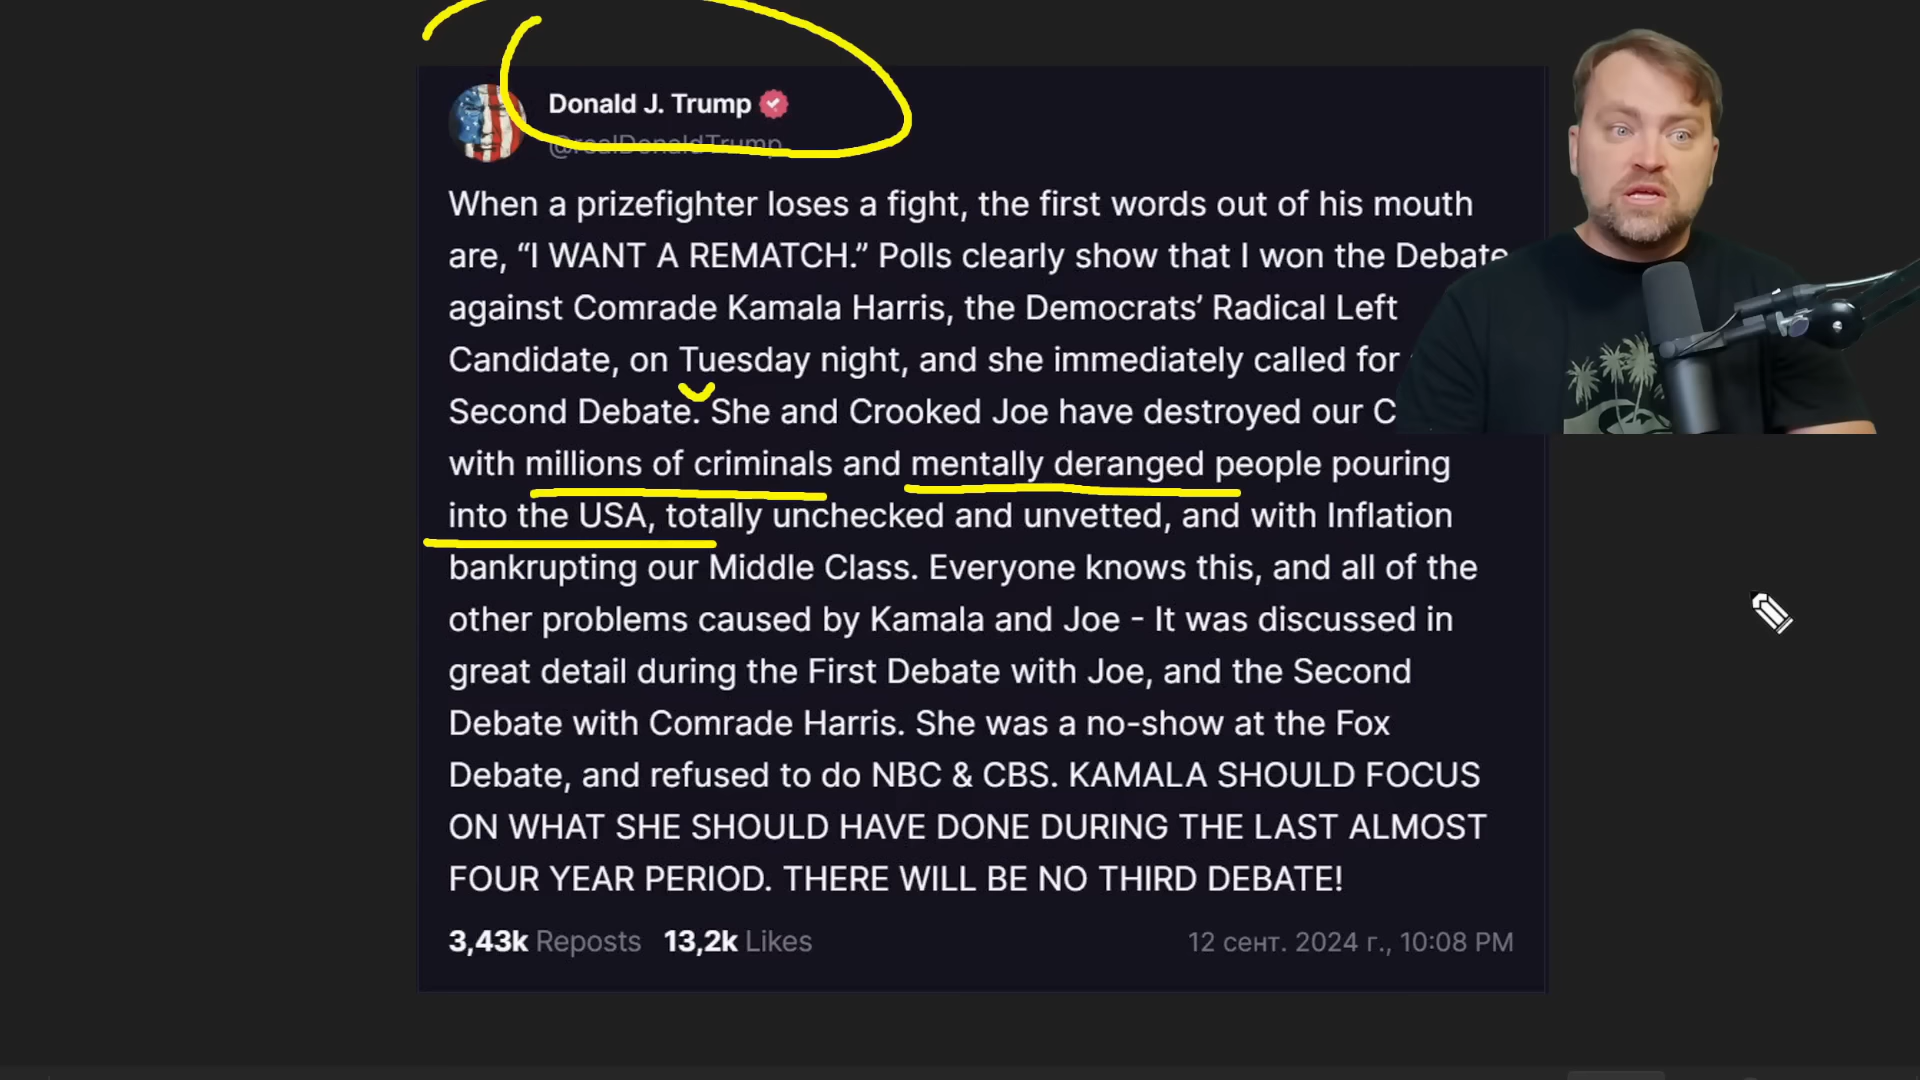 Donald J. Trump
@realDonaldTrump
When a prizefighter loses a fight, the first words out of his mouth
are, “I WANT A REMATCH.” Polls clearly show that I won the Debate
against Comrade Kamala Harris, the Democrats’ Radical Left
Candidate, on Tuesday night, and she immediately called for
Second Debate. She and Crooked Joe have destroyed our
with millions of criminals and mentally deranged people pouring
into the USA, totally unchecked and unvetted, and with Inflation
bankrupting our Middle Class. Everyone knows this, and all of the
other problems caused by Kamala and Joe - It was discussed in
great detail during the First Debate with Joe, and the Second
Debate with Comrade Harris. She was a no-show at the Fox
Debate, and refused to do NBC & CBS. KAMALA SHOULD FOCUS
ON WHAT SHE SHOULD HAVE DONE DURING THE LAST ALMOST
FOUR YEAR PERIOD. THERE WILL BE NO THIRD DEBATE!
3,43k Reposts 13,2k Likes 12 сент. 2024 г., 10:08 PM